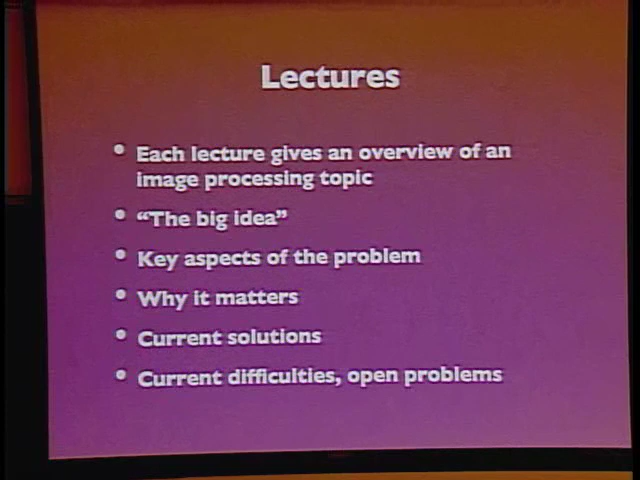 Lectures
• Each lecture gives an overview of an
image processing topic
• “The big idea”
• Key aspects of the problem
• Why it matters
• Current solutions
• Current difficulties, open problems